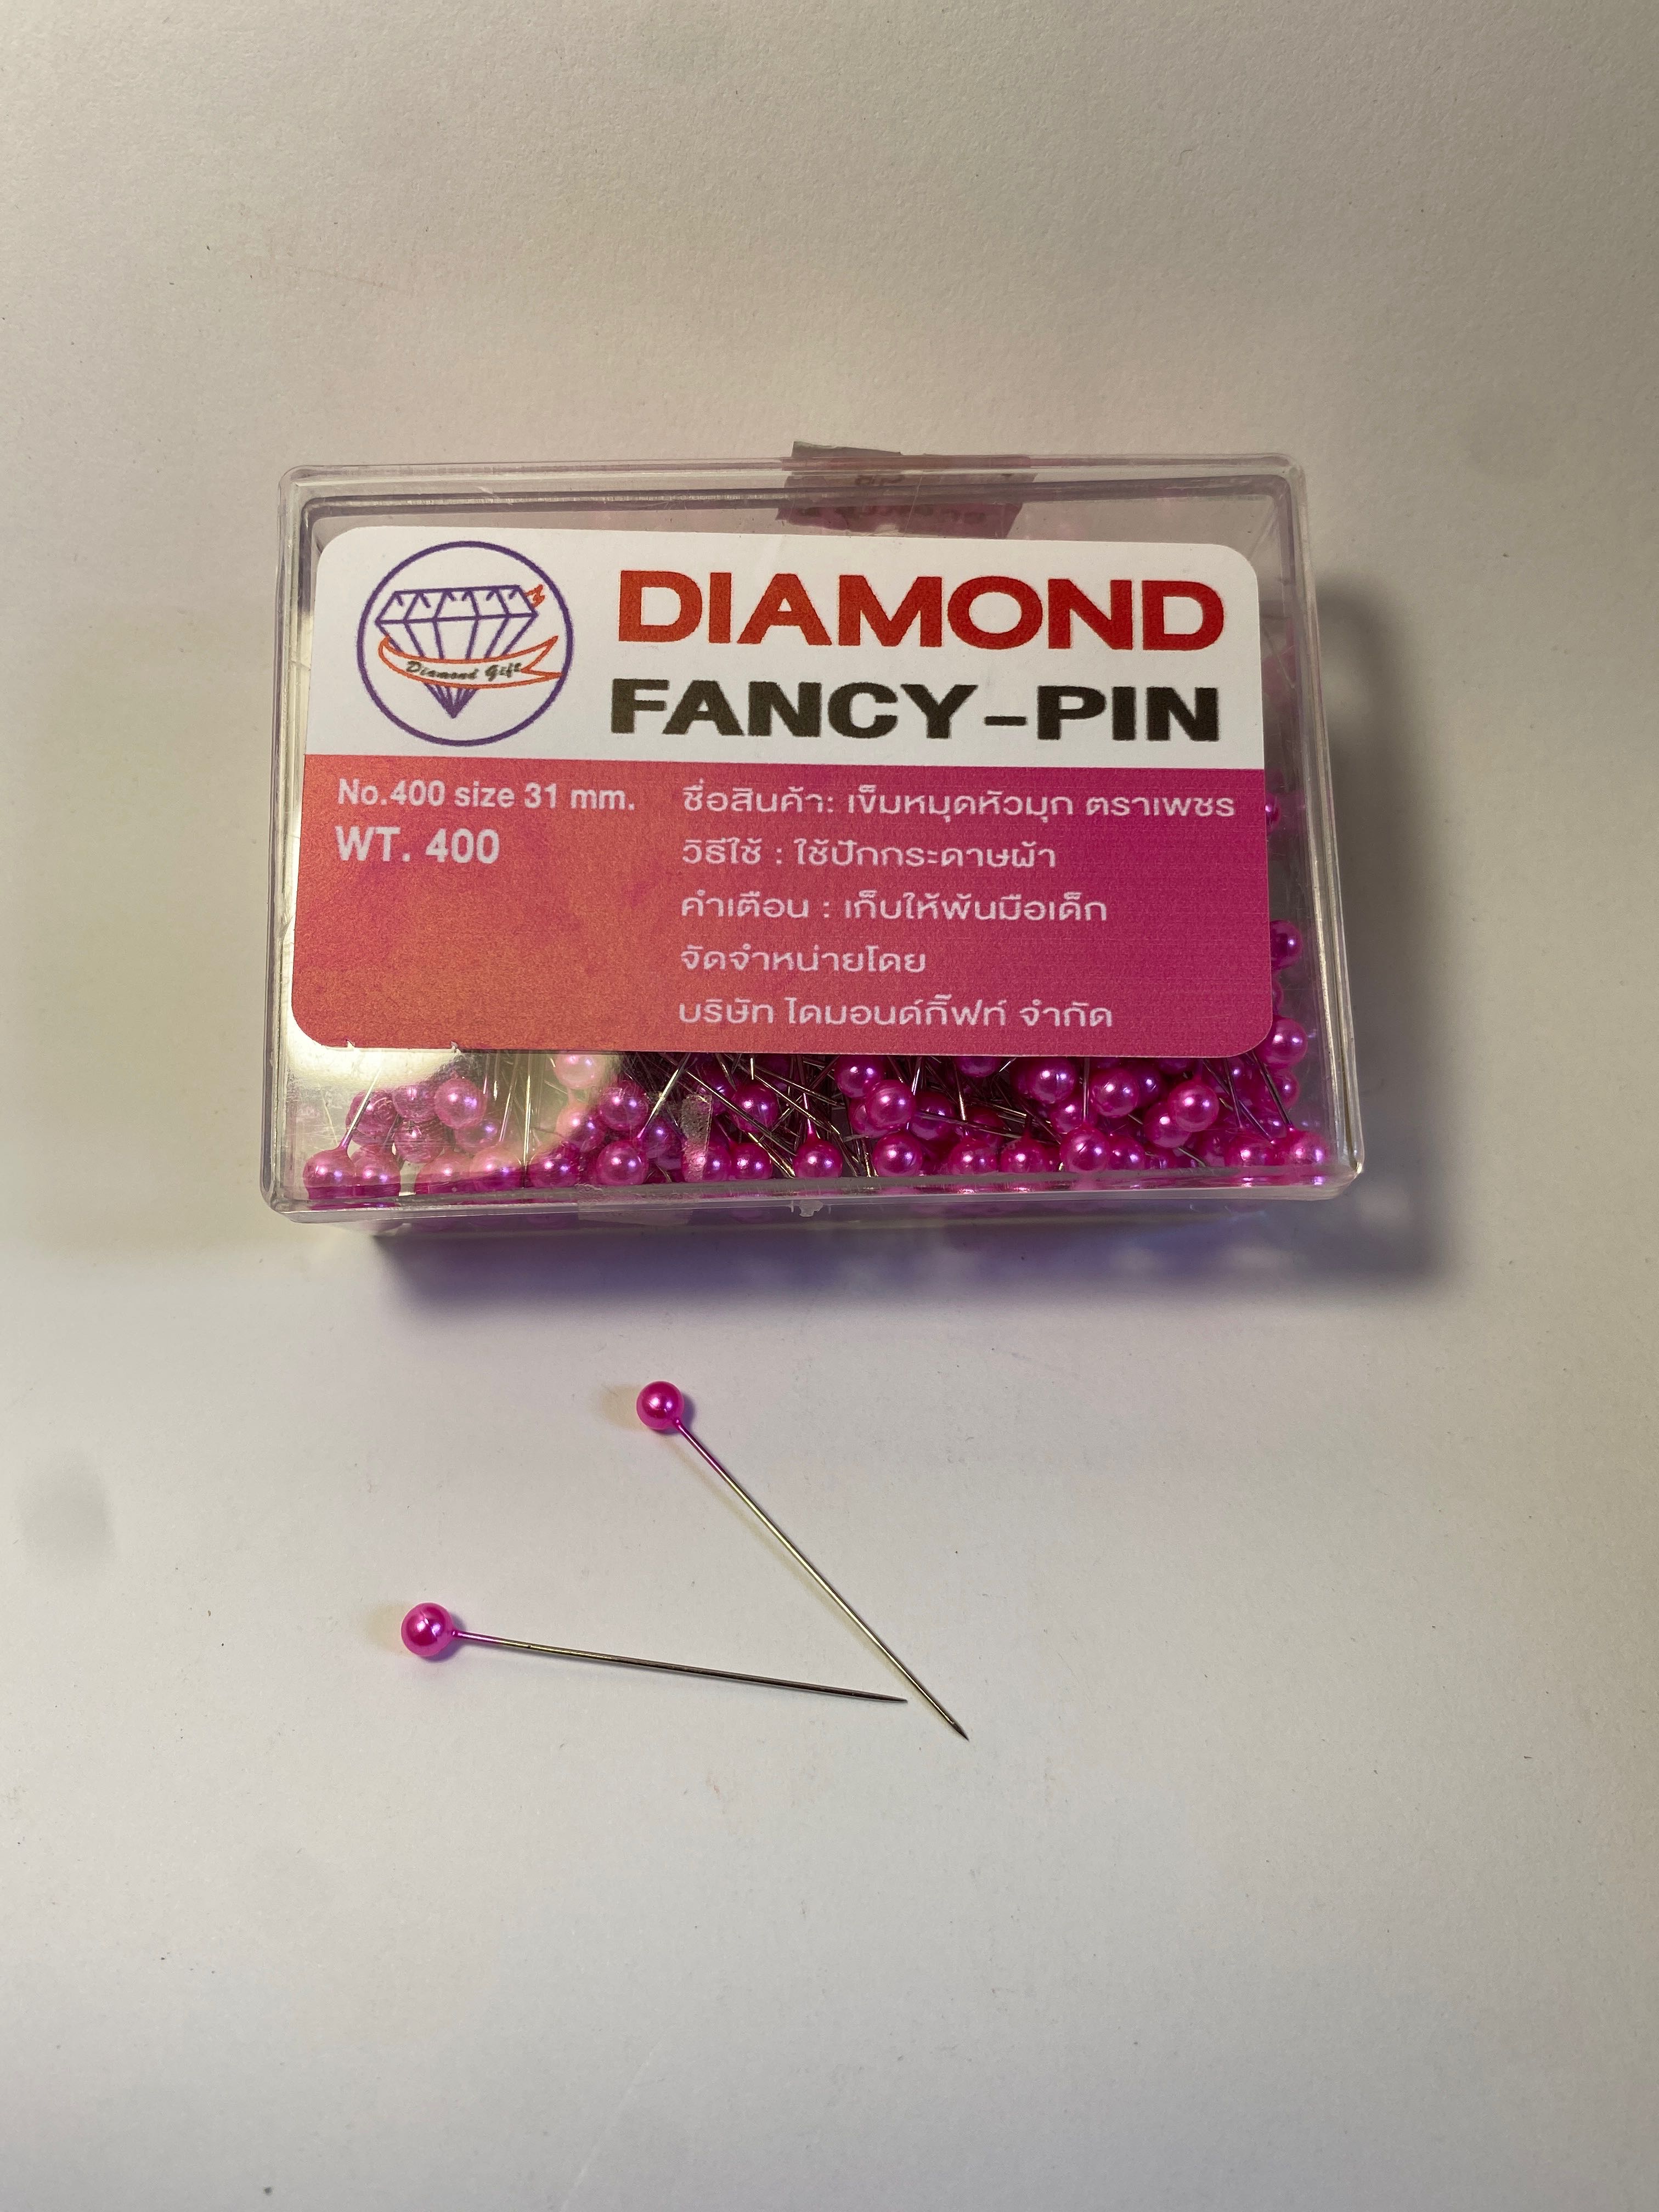 Diamond Gift
DIAMOND
FANCY-PIN
No.400 size 31 mm.
WT. 400
ชื่อสินค้า: เข็มหมุดหัวมุก ตราเพชร
วิธีใช้ : ใช้ปักกระดาษผ้า
คำเตือน : เก็บให้พ้นมือเด็ก
จัดจำหน่ายโดย
บริษัท ไดมอนด์กิ๊ฟท์ จำกัด